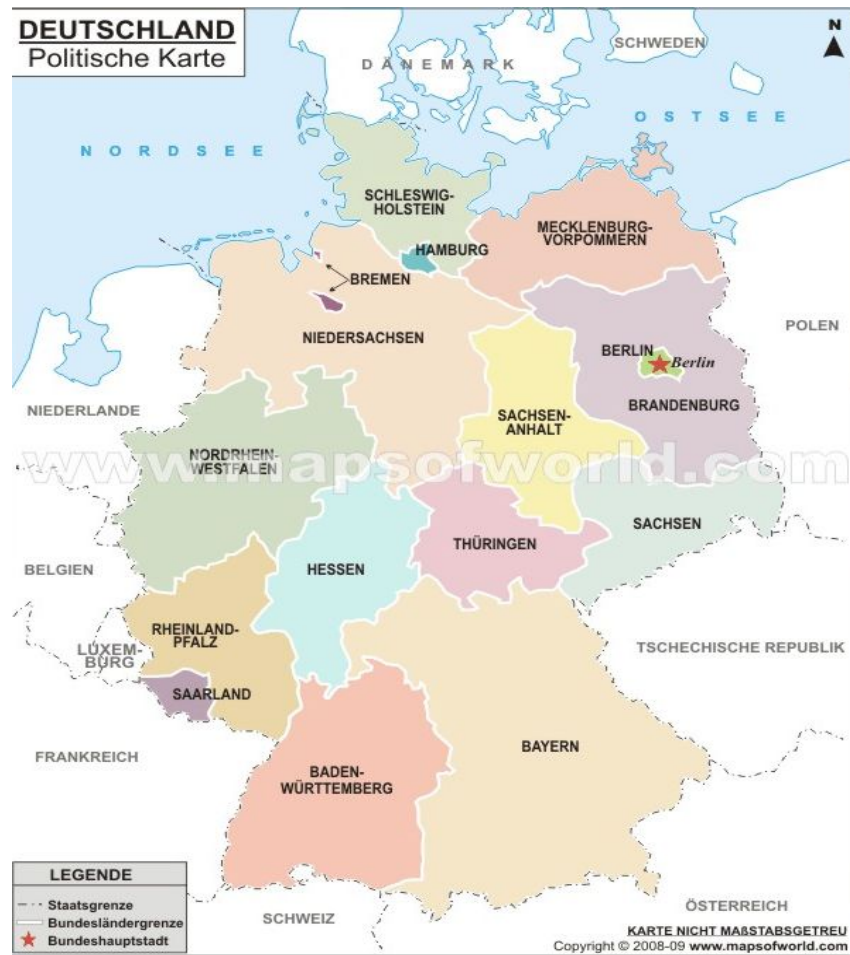 DEUTSCHLAND
Politische Karte
N
SCHWEDEN
DÄNEMARK
OSTSEE
NORDSEE
SCHLESWIG-
HOLSTEIN
MECKLENBURG-
VORPOMMERN
HAMBURG
BREMEN
POLEN
NIEDERSACHSEN
BERLIN
Berlin
BRANDENBURG
NIEDERLANDE
SACHSEN-
ANHALT
NORDRHEIN-
WESTFALEN
www.mapsofworld.com
SACHSEN
THÜRINGEN
HESSEN
BELGIEN
RHEINLAND-
PFALZ
LUXEM-
BURG
TSCHECHISCHE REPUBLIK
SAARLAND
FRANKREICH
BAYERN
BADEN-
WÜRTTEMBERG
LEGENDE
Staatsgrenze
Bundesländergrenze
Bundeshauptstadt
SCHWEIZ
ÖSTERREICH
KARTE NICHT MAßSTABSGETREU
Copyright © 2008-09 www.mapsofworld.com